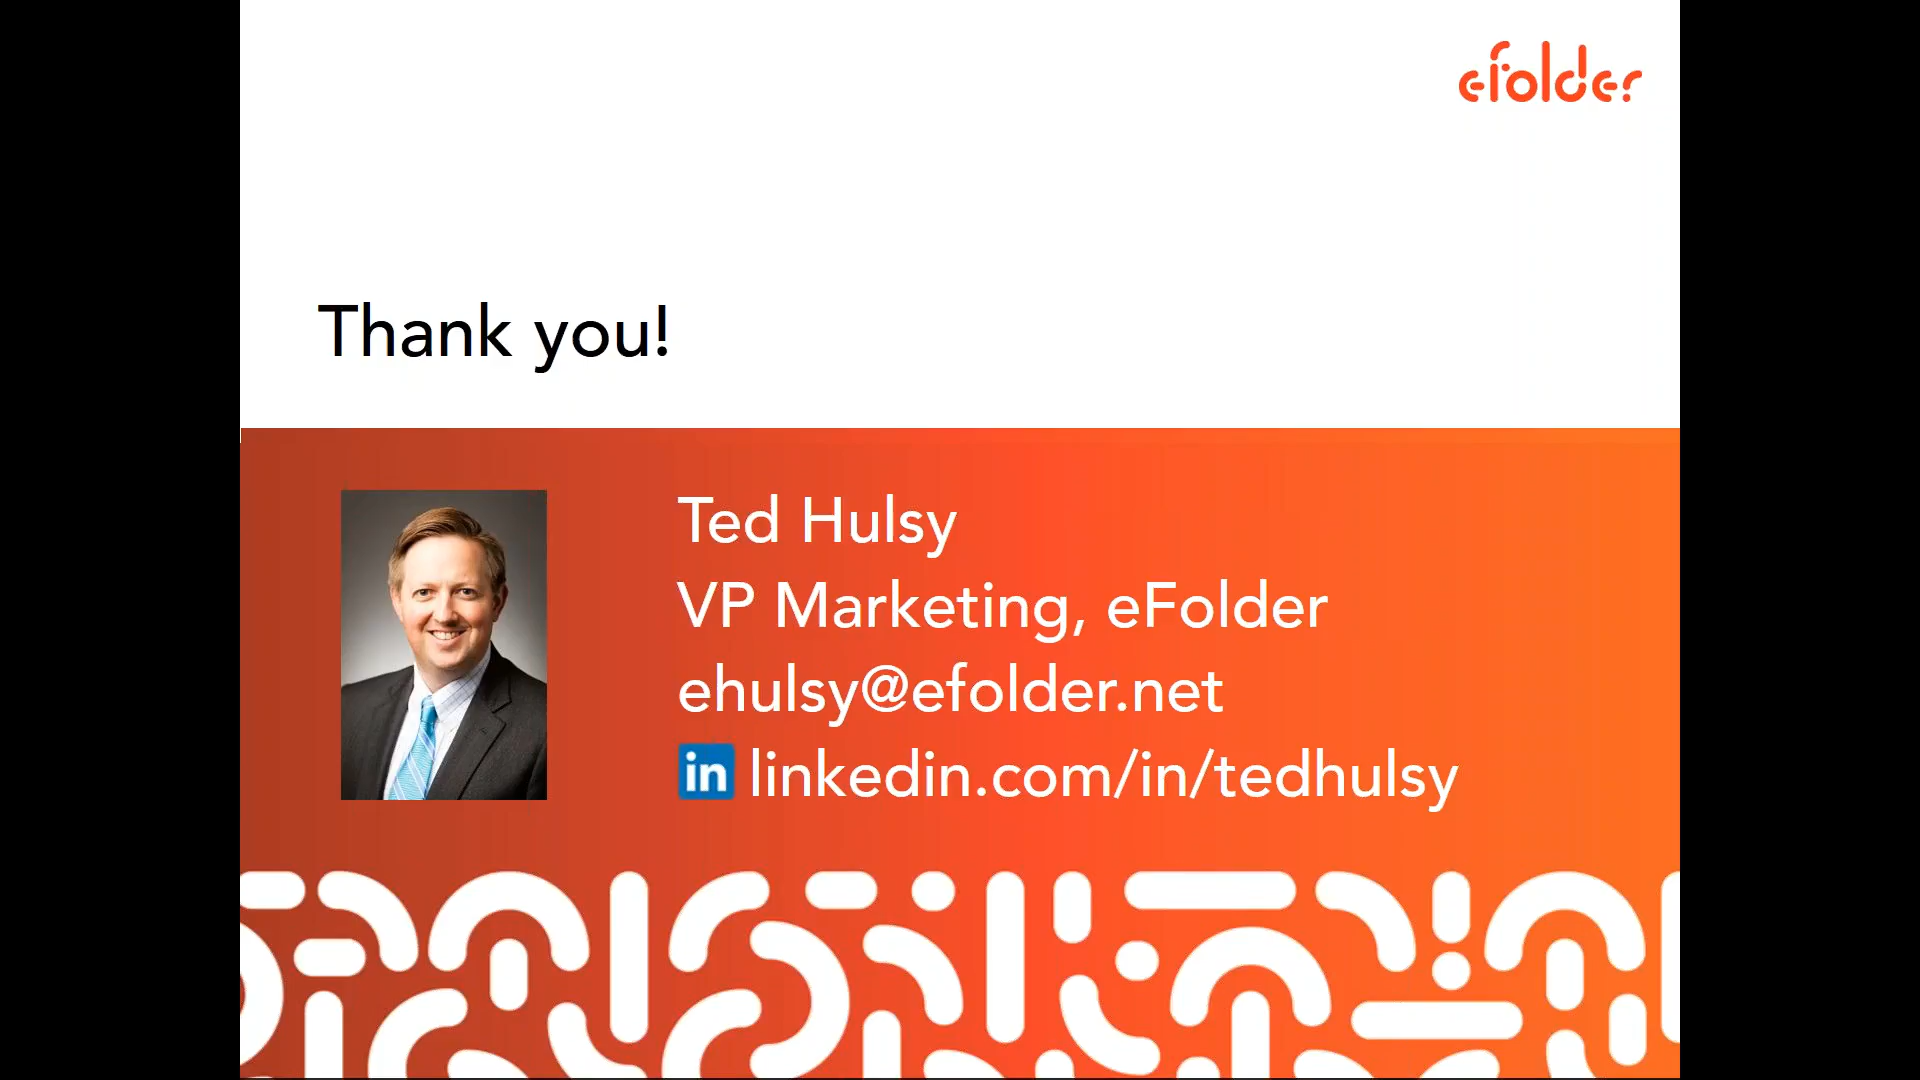 efolder
Thank you!
Ted Hulsy
VP Marketing, eFolder
ehulsy@efolder.net
in linkedin.com/in/tedhulsy